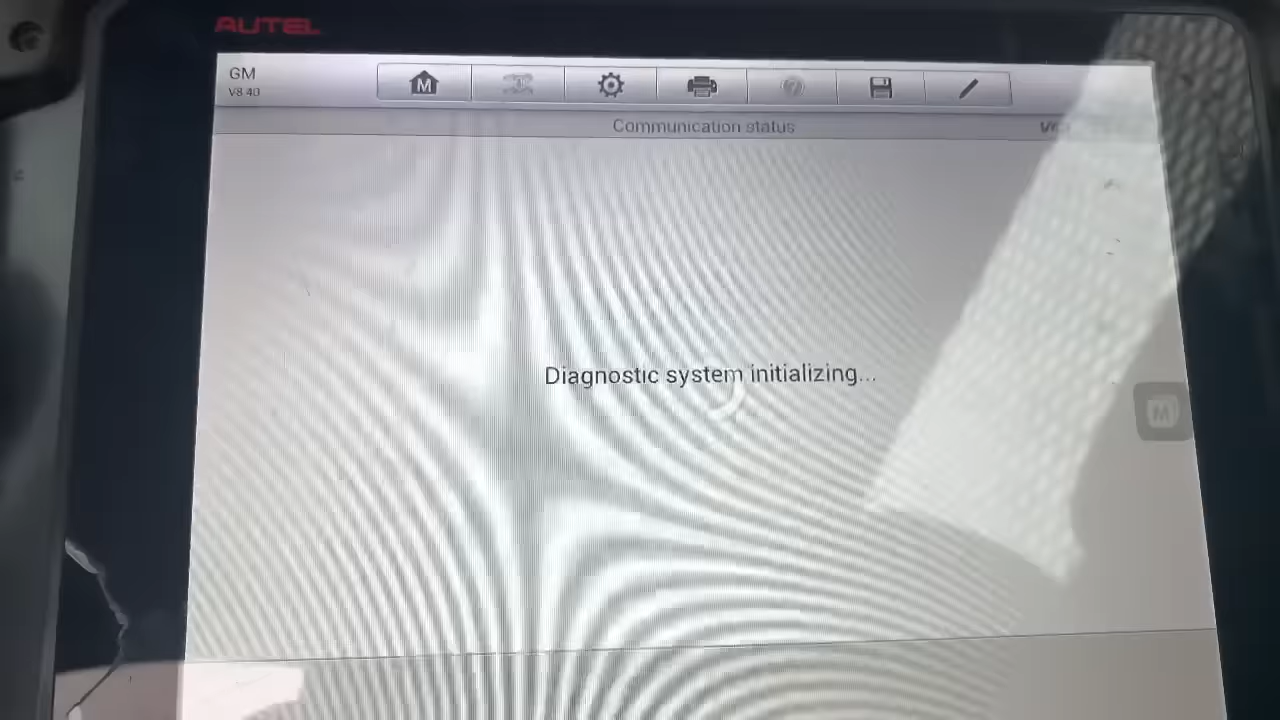 AUTEL
GM
V8.40
M
Communication status
Diagnostic system initializing...
M